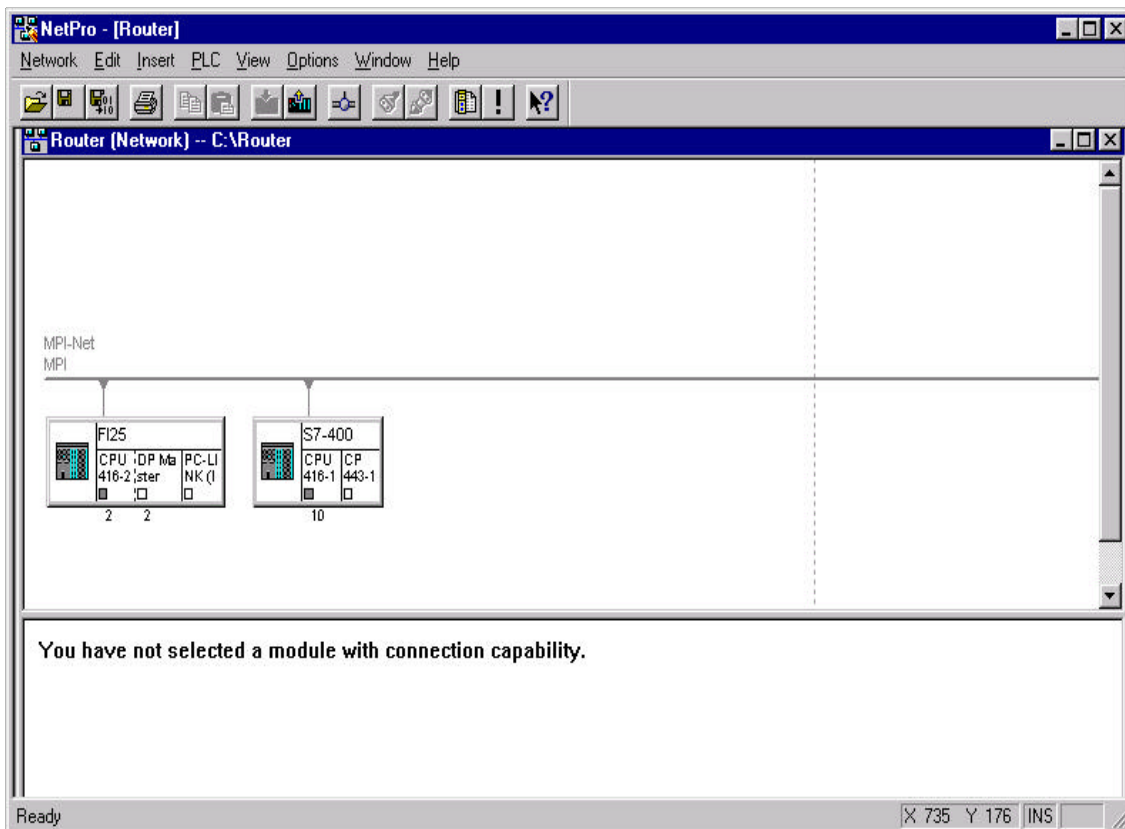 NetPro - [Router]
Network Edit Insert PLC View Options Window Help
Router (Network) -- C:\Router
MPI-Net
MPI
FI25
CPU 416-2
DP Ma ster
PC-LI NK (I
2 2
S7-400
CPU 416-1
CP 443-1
10
You have not selected a module with connection capability.
Ready
X 735 Y 176 INS